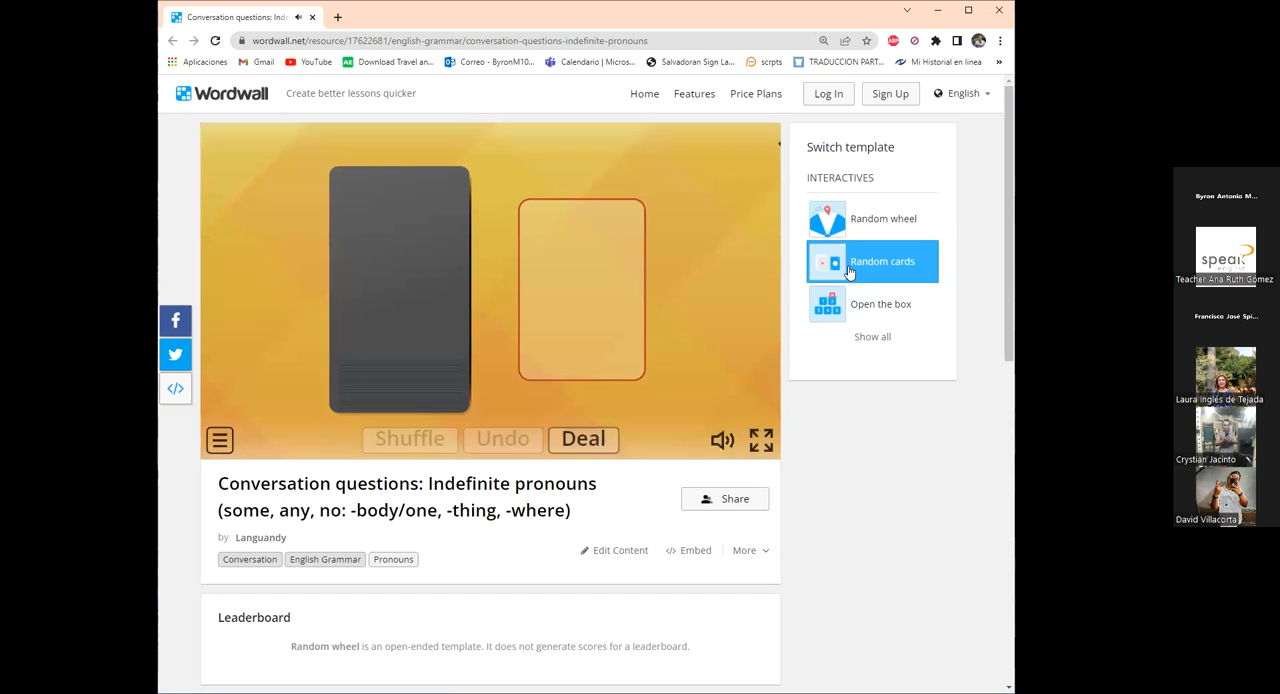 Conversation questions: Inde
wordwall.net/resource/17622681/english-grammar/conversation-questions-indefinite-pronouns
Aplicaciones
Gmail
YouTube
Download Travel an...
Correo - ByronM10...
Calendario | Micros...
Salvadoran Sign La...
scrpts
TRADUCCION PART...
Mi Historial en linea
»
Wordwall
Create better lessons quicker
Home
Features
Price Plans
Log In
Sign Up
English
Switch template
INTERACTIVES
Random wheel
Random cards
Open the box
Show all
Shuffle
Undo
Deal
Conversation questions: Indefinite pronouns
(some, any, no: -body/one, -thing, -where)
Share
by Languandy
Edit Content
Embed
More
Conversation
English Grammar
Pronouns
Leaderboard
Random wheel is an open-ended template. It does not generate scores for a leaderboard.
Byron Antonio M...
speak
english
Teacher Ana Ruth Gómez
Francisco José Spi...
Laura Inglés de Tejada
Crystian Jacinto
David Villacorta